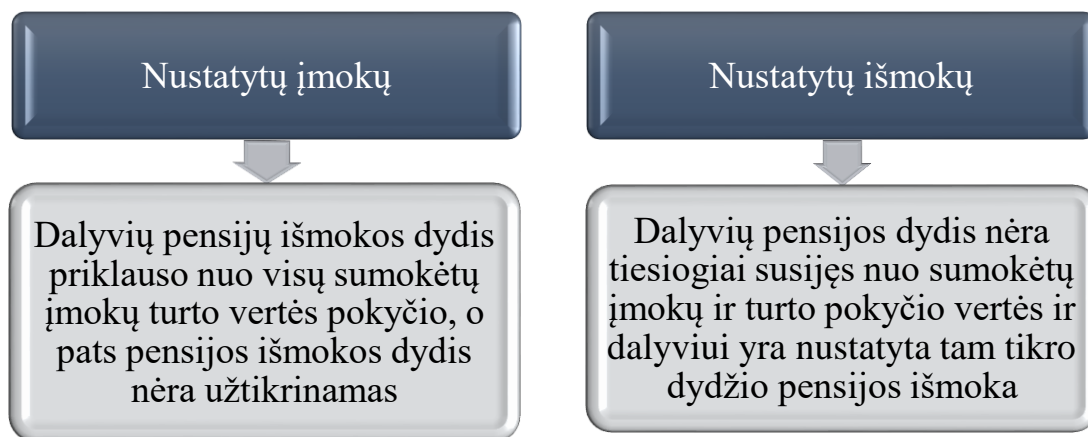 Nustatytų įmokų
Dalyvių pensijų išmokos dydis
priklauso nuo visų sumokėtų
įmokų turto vertės pokyčio, o
pats pensijos išmokos dydis
nėra užtikrinamas
Nustatytų išmokų
Dalyvių pensijos dydis nėra
tiesiogiai susijęs nuo sumokėtų
įmokų ir turto pokyčio vertės ir
dalyviui yra nustatyta tam tikro
dydžio pensijos išmoka